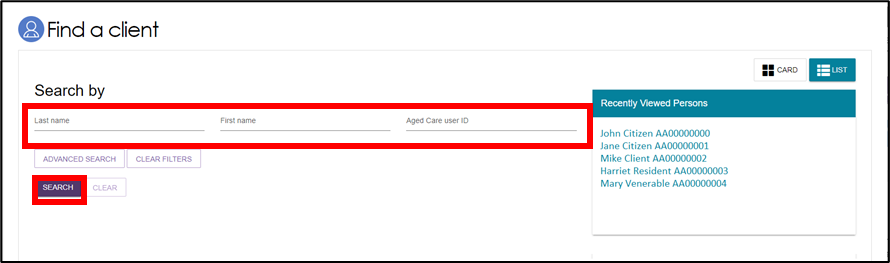 Find a client
CARD
LIST
Search by
Last name
First name
Aged Care user ID
ADVANCED SEARCH
CLEAR FILTERS
SEARCH
CLEAR
Recently Viewed Persons
John Citizen AA00000000
Jane Citizen AA00000001
Mike Client AA00000002
Harriet Resident AA00000003
Mary Venerable AA00000004